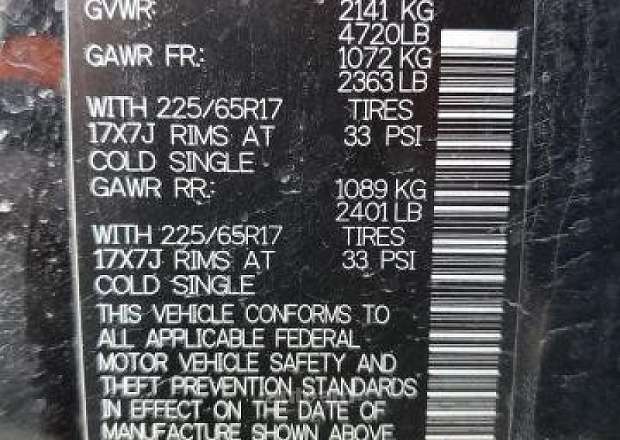 GVWR: 2141 KG
4720LB
GAWR FR: 1072 KG
2363 LB
WITH 225/65R17 TIRES
17X7J RIMS AT 33 PSI
COLD SINGLE
GAWR RR: 1089 KG
2401 LB
WITH 225/65R17 TIRES
17X7J RIMS AT 33 PSI
COLD SINGLE
THIS VEHICLE CONFORMS TO
ALL APPLICABLE FEDERAL
MOTOR VEHICLE SAFETY AND
THEFT PREVENTION STANDARDS
IN EFFECT ON THE DATE OF
MANUFACTURE SHOWN ABOVE.